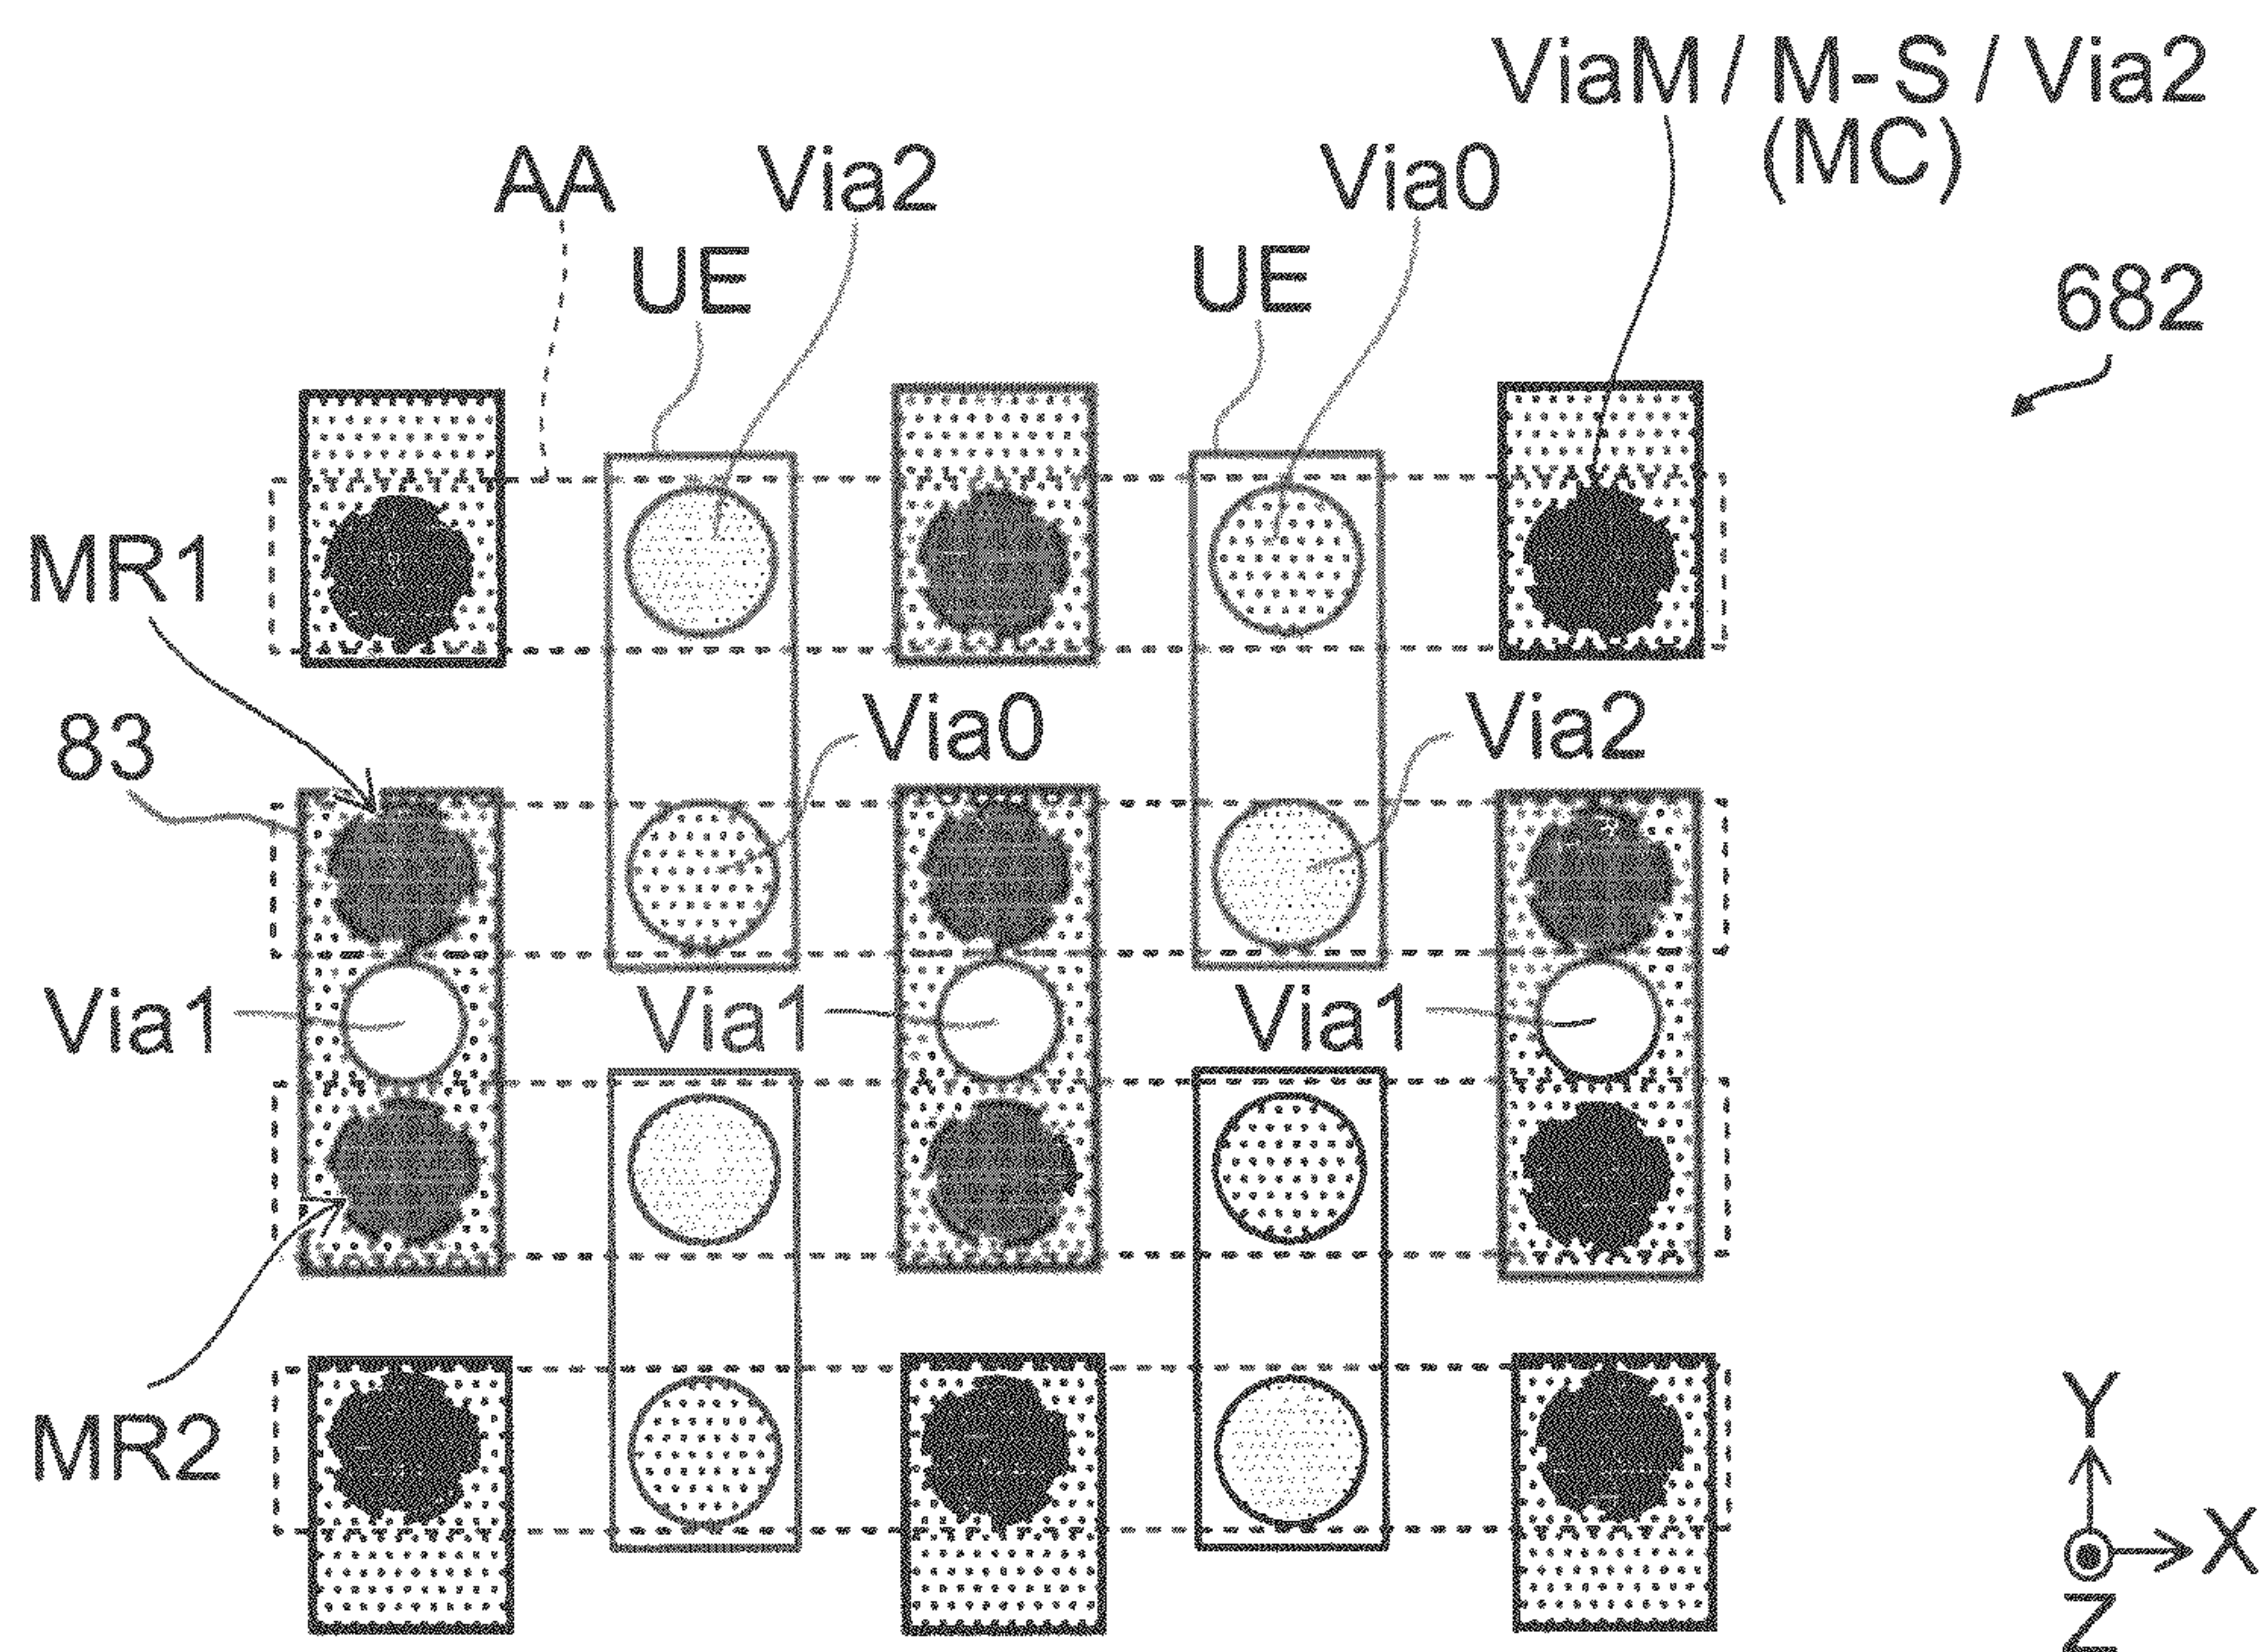 ViaM / M-S / Via2
(MC)
AA
Via2
Via0
UE
UE
682
MR1
83
Via0
Via2
Via1
Via1
Via1
MR2
Y
X
Z